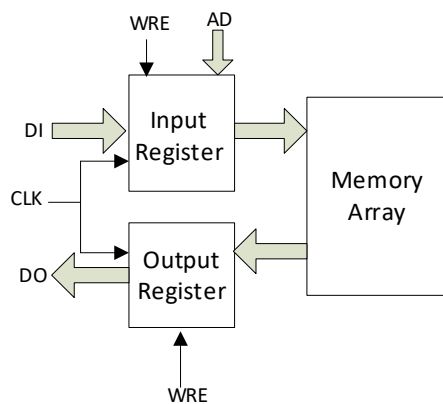 WRE
AD
DI
Input
Register
CLK
Memory
Array
DO
Output
Register
WRE